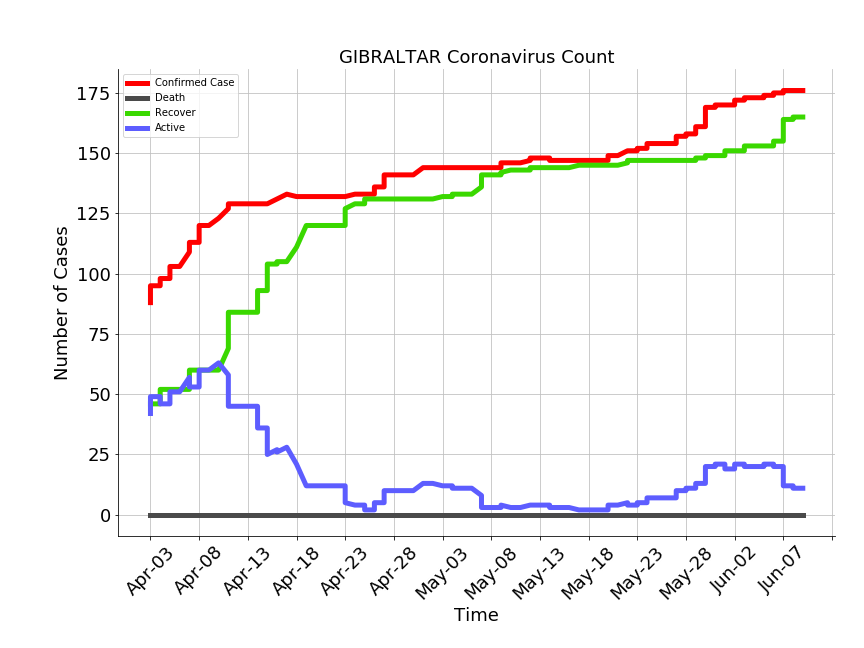 GIBRALTAR Coronavirus Count
Confirmed Case
Death
Recover
Active
175
150
125
100
75
50
25
0
Number of Cases
Apr-03
Apr-08
Apr-13
Apr-18
Apr-23
Apr-28
May-03
May-08
May-13
May-18
May-23
May-28
Jun-02
Jun-07
Time